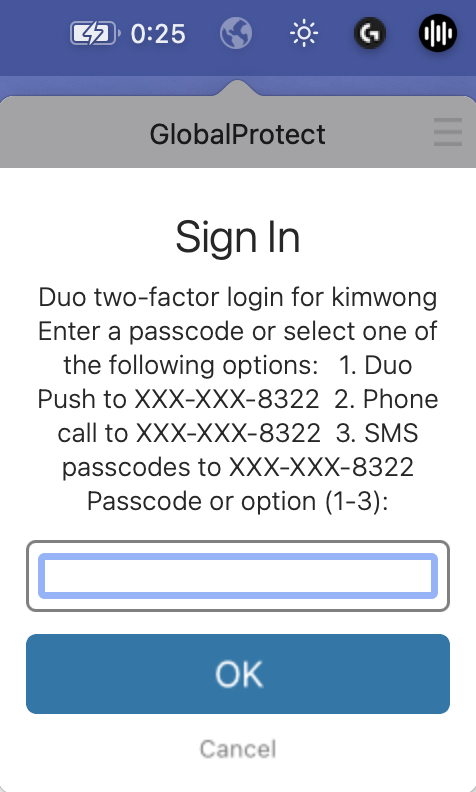 0:25
GlobalProtect
Sign In
Duo two-factor login for kimwong
Enter a passcode or select one of
the following options:   1. Duo
Push to XXX-XXX-8322  2. Phone
call to XXX-XXX-8322  3. SMS
passcodes to XXX-XXX-8322
Passcode or option (1-3):
OK
Cancel